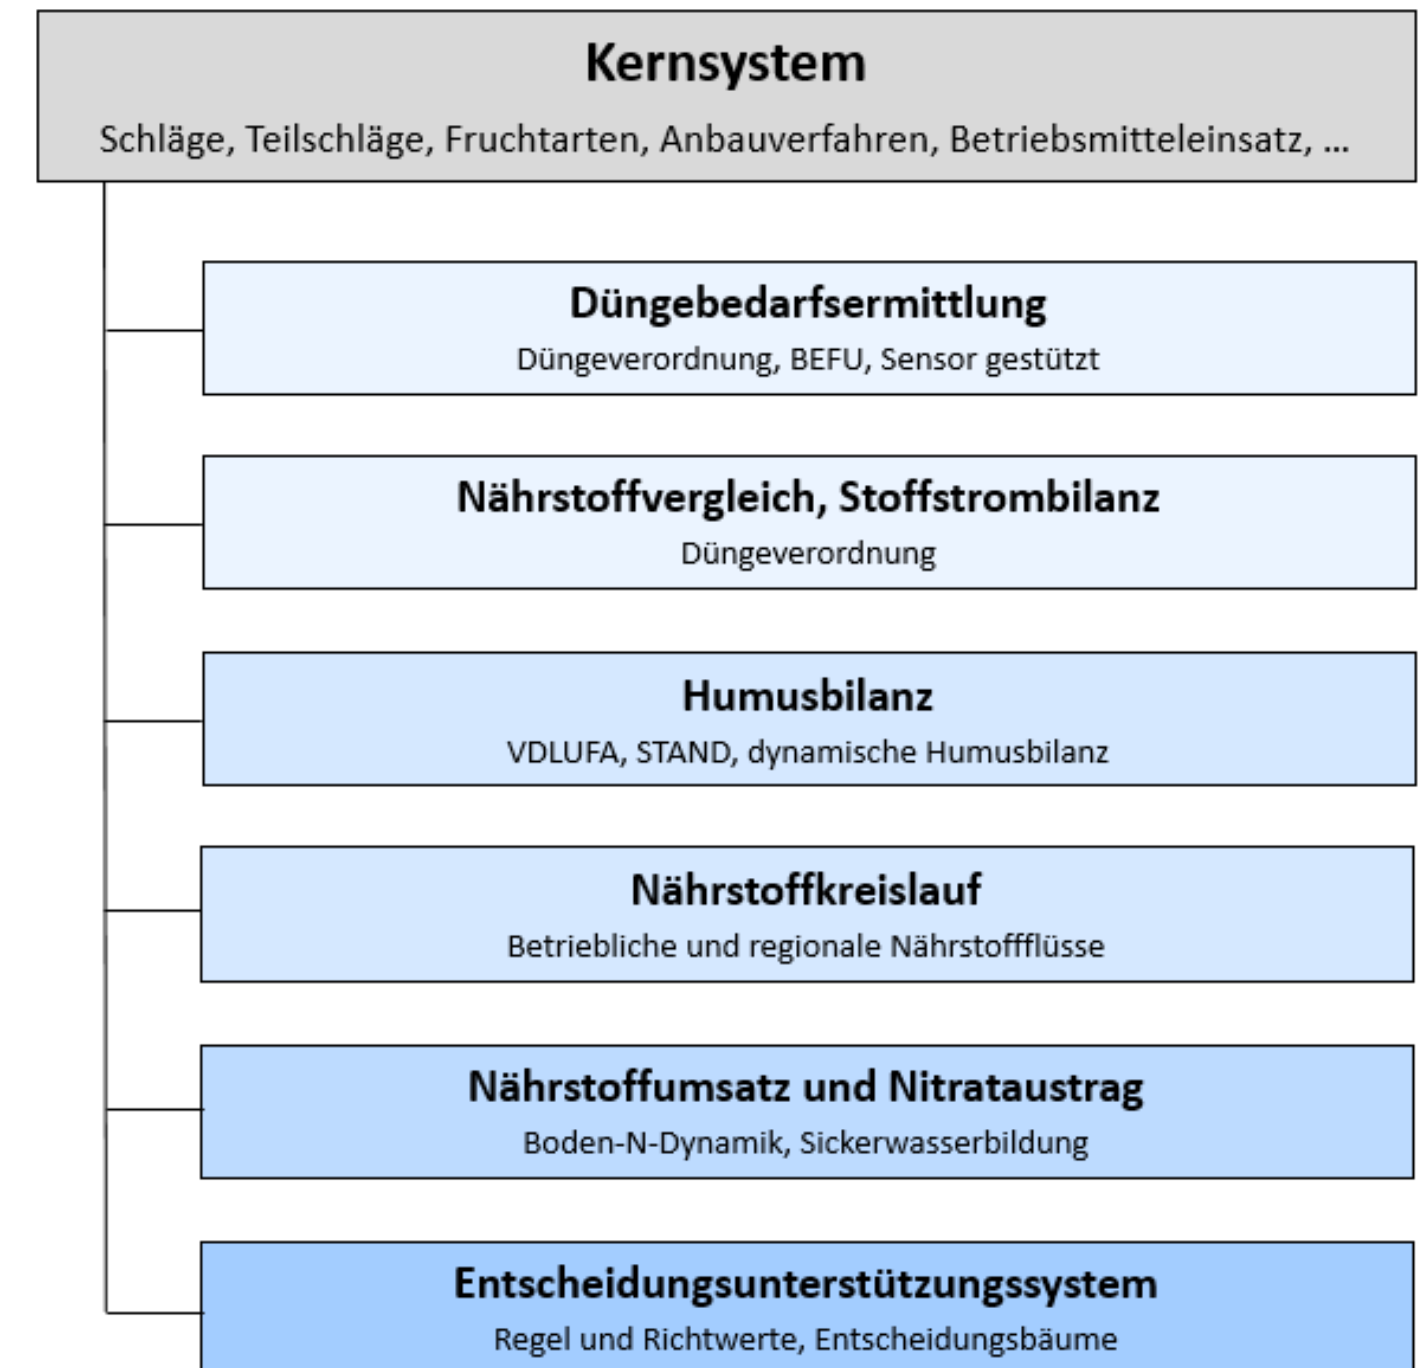 Kernsystem
Schläge, Teilschläge, Fruchtarten, Anbauverfahren, Betriebsmitteleinsatz, ...
Düngebedarfsermittlung
Düngeverordnung, BEFU, Sensor gestützt
Nährstoffvergleich, Stoffstrombilanz
Düngeverordnung
Humusbilanz
VDLUFA, STAND, dynamische Humusbilanz
Nährstoffkreislauf
Betriebliche und regionale Nährstoffflüsse
Nährstoffumsatz und Nitrataustrag
Boden-N-Dynamik, Sickerwasserbildung
Entscheidungsunterstützungssystem
Regel und Richtwerte, Entscheidungsbäume